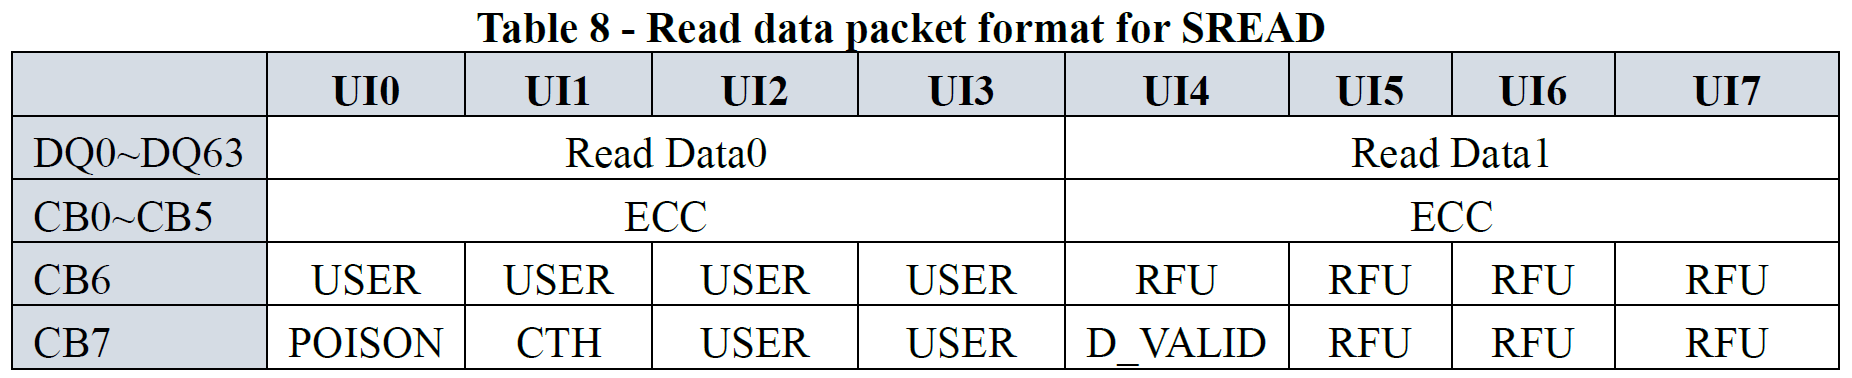 Table 8 - Read data packet format for SREAD
UI0 UI1 UI2 UI3 UI4 UI5 UI6 UI7
DQ0~DQ63 Read Data0 Read Data1
CB0~CB5 ECC ECC
CB6 USER USER USER USER RFU RFU RFU RFU
CB7 POISON CTH USER USER D_VALID RFU RFU RFU